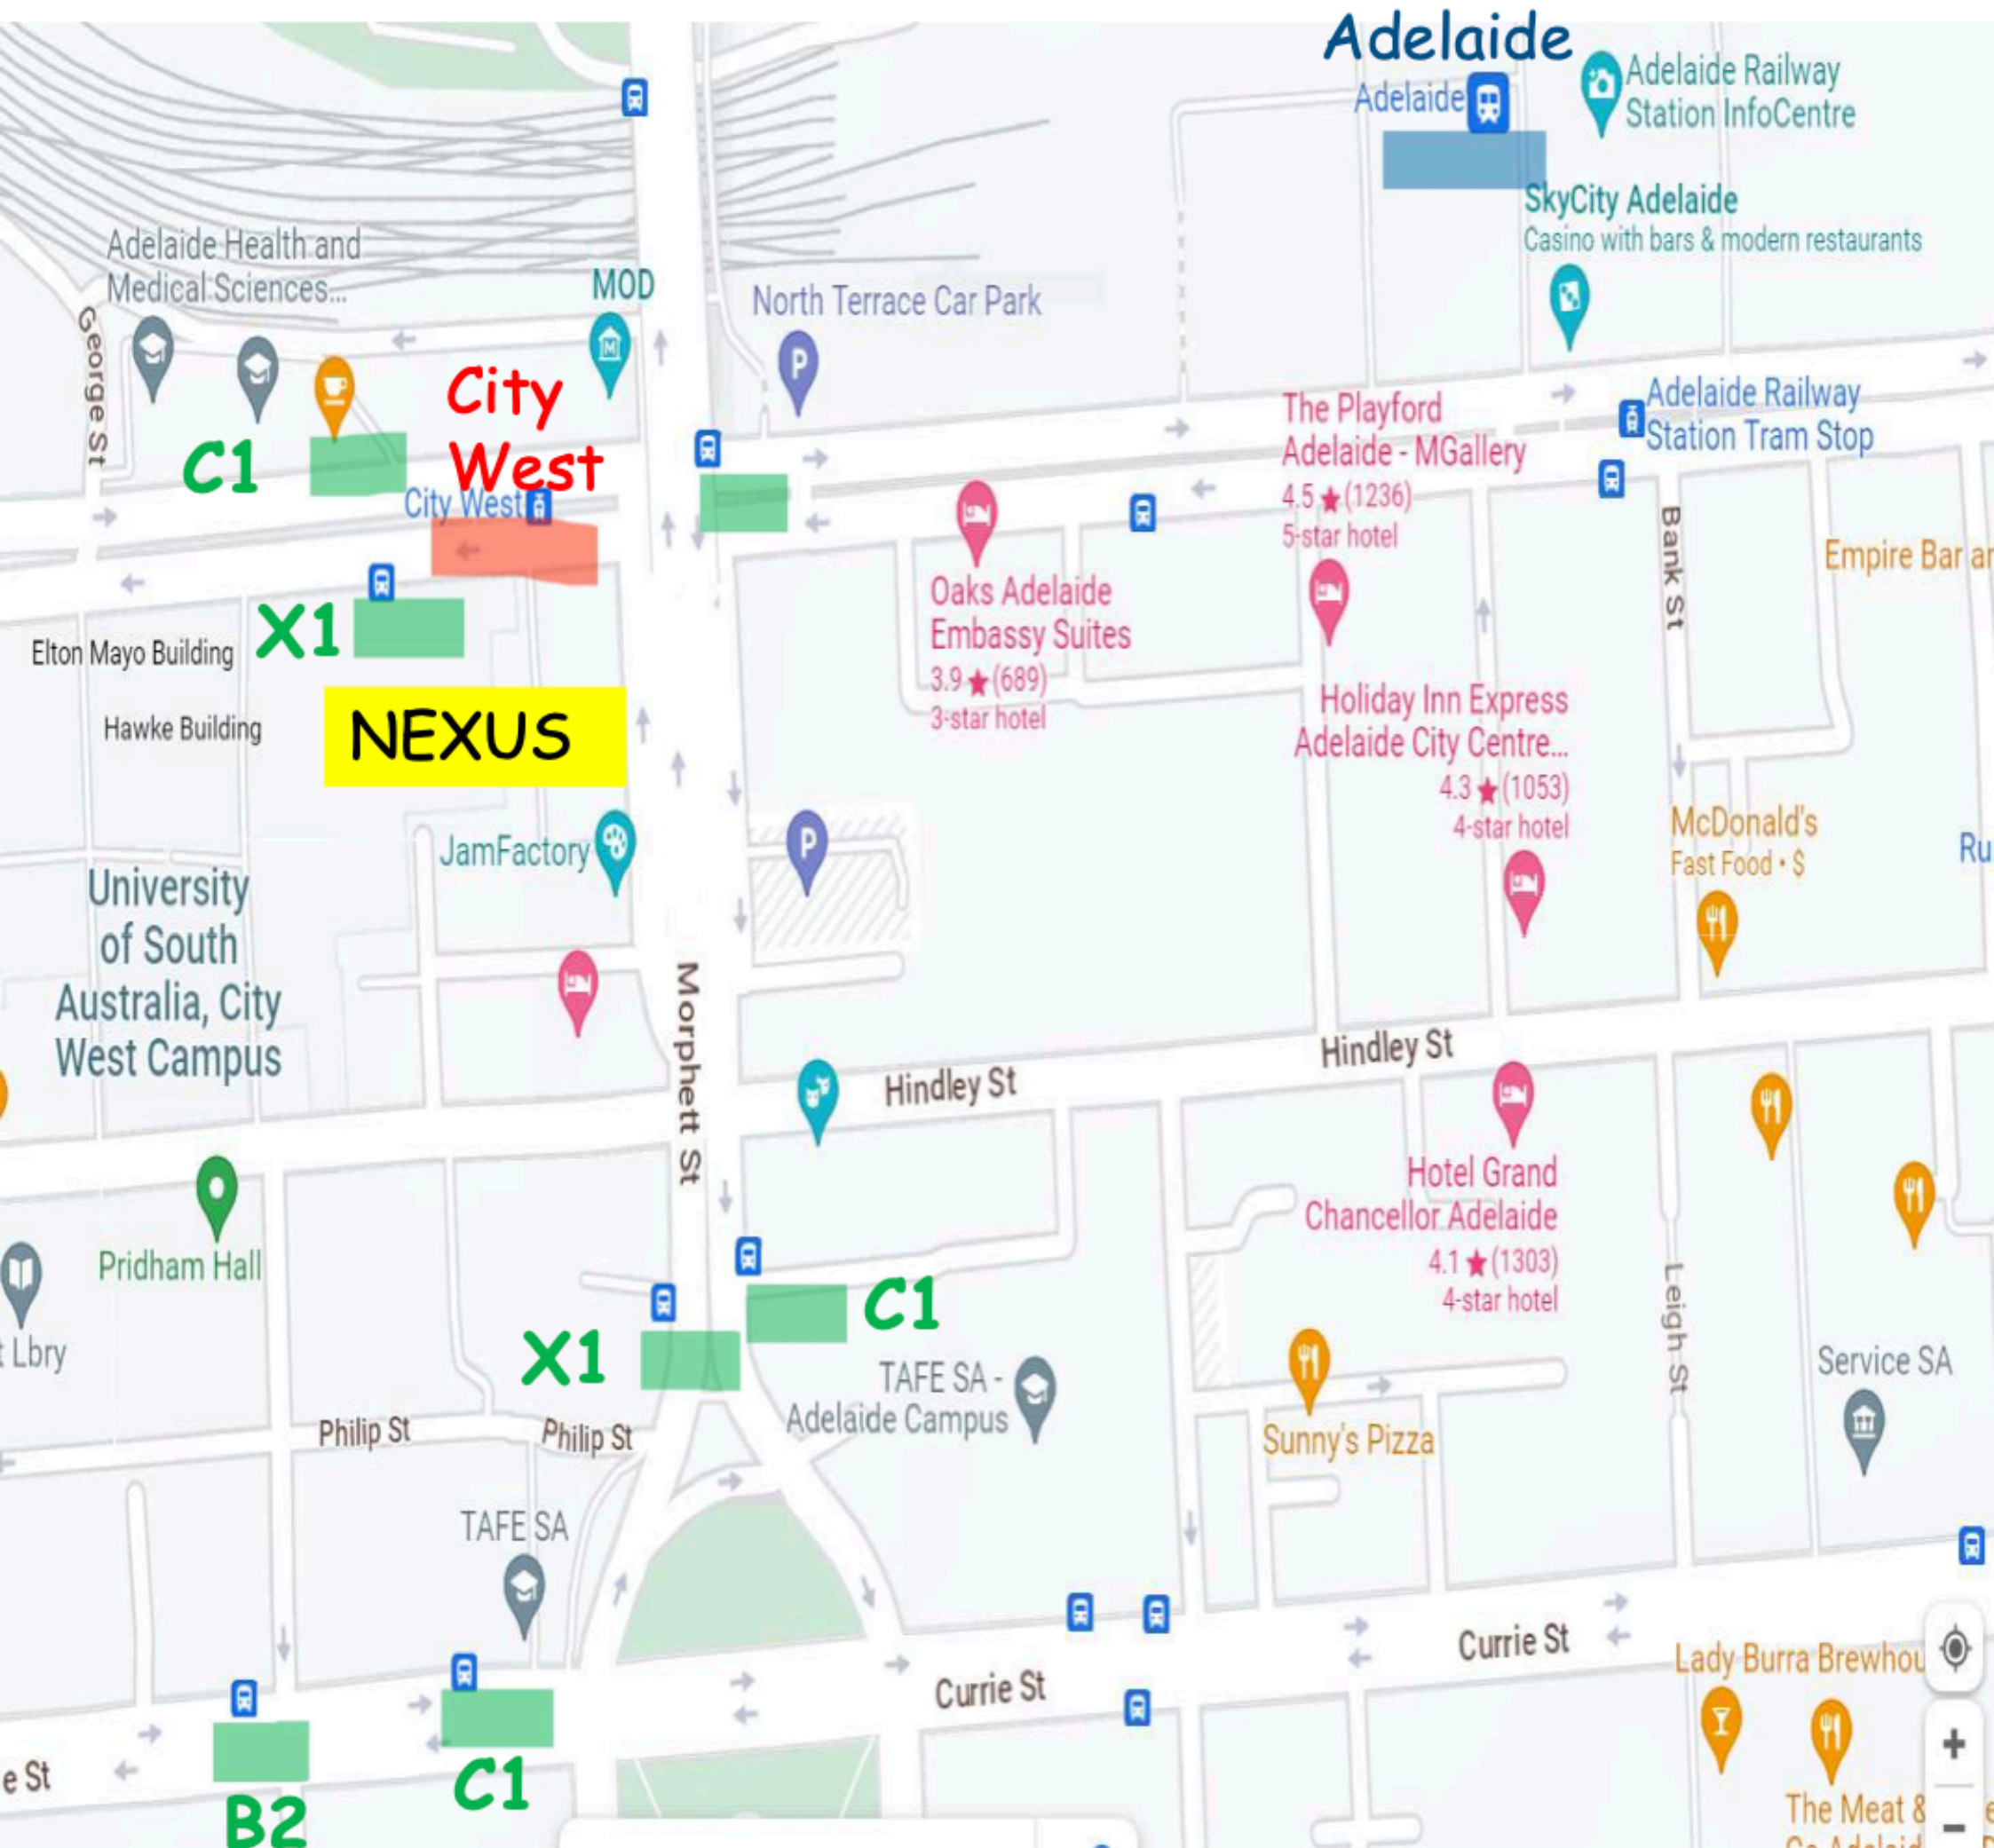 Adelaide
Adelaide
Adelaide Railway
Station InfoCentre
SkyCity Adelaide
Casino with bars & modern restaurants
Adelaide Health and
Medical Sciences...
MOD
North Terrace Car Park
George St
City
West
C1
City West
The Playford
Adelaide - MGallery
4.5 ★ (1236)
5-star hotel
Adelaide Railway
Station Tram Stop
Bank St
Empire Bar
X1
Elton Mayo Building
Oaks Adelaide
Embassy Suites
3.9 ★ (689)
3-star hotel
Hawke Building
NEXUS
Holiday Inn Express
Adelaide City Centre...
4.3 ★ (1053)
4-star hotel
JamFactory
P
P
McDonald's
Fast Food • $
Ru
University
of South
Australia, City
West Campus
Morphett St
Hindley St
Hindley St
Pridham Hall
Hotel Grand
Chancellor Adelaide
4.1 ★ (1303)
4-star hotel
C1
X1
Leigh St
t Lbry
TAFE SA -
Adelaide Campus
Service SA
Philip St
Philip St
Sunny's Pizza
TAFE SA
Currie St
Currie St
Lady Burra Brewhou
e St
C1
B2
The Meat &